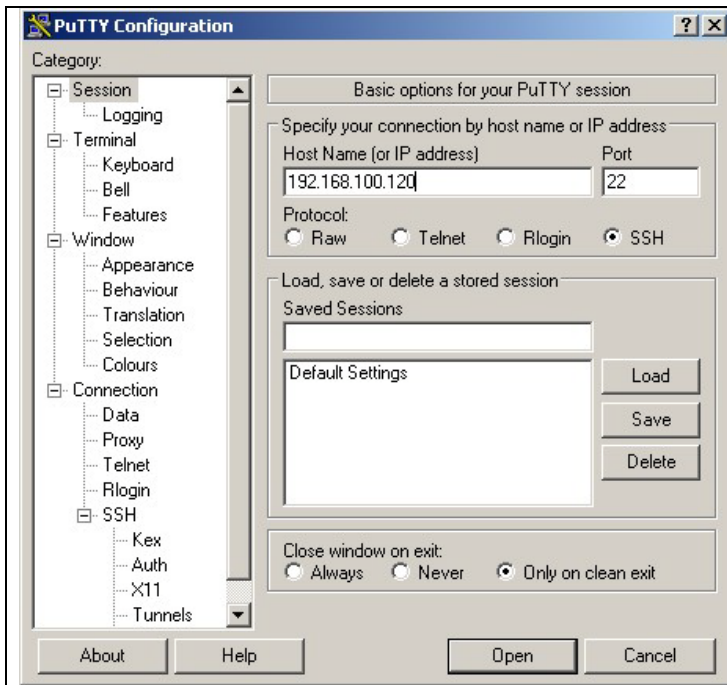 PuTTY Configuration
Category:
Session
Logging
Terminal
Keyboard
Bell
Features
Window
Appearance
Behaviour
Translation
Selection
Colours
Connection
Data
Proxy
Telnet
Rlogin
SSH
Kex
Auth
X11
Tunnels
Basic options for your PuTTY session
Specify your connection by host name or IP address
Host Name (or IP address) Port
192.168.100.120 22
Protocol:
Raw Telnet Rlogin SSH
Load, save or delete a stored session
Saved Sessions
Default Settings
Load
Save
Delete
Close window on exit:
Always Never Only on clean exit
About Help Open Cancel